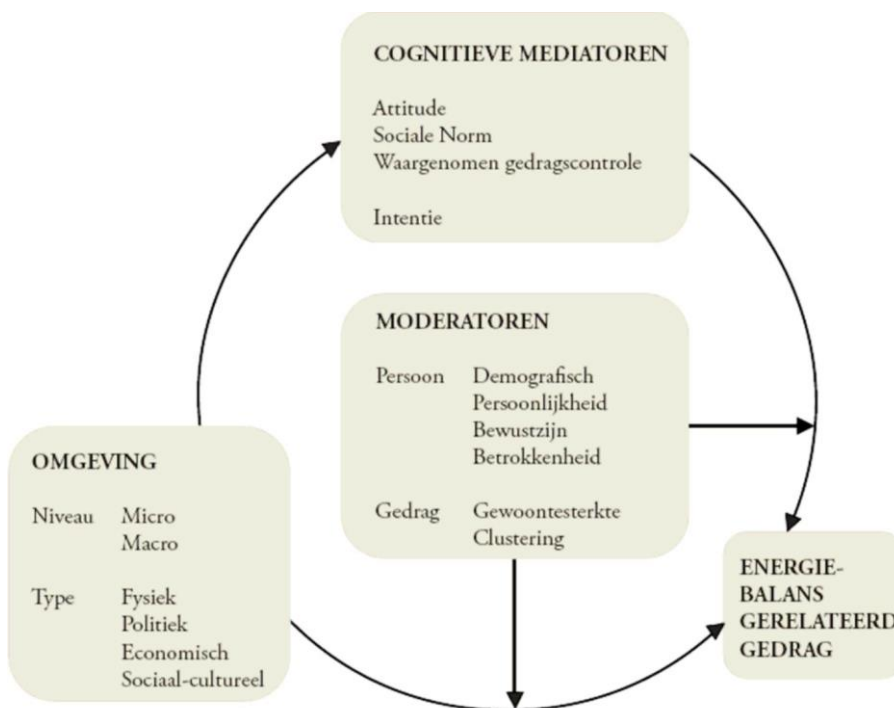 COGNITIEVE MEDIATOREN
Attitude
Sociale Norm
Waargenomen gedragscontrole
Intentie
MODERATOREN
Persoon Demografisch
Persoonlijkheid
Bewustzijn
Betrokkenheid
Gedrag Gewoontesterkte
Clustering
OMGEVING
Niveau Micro
Macro
Type Fysiek
Politiek
Economisch
Sociaal-cultureel
ENERGIE-
BALANS
GERELATEERD
GEDRAG